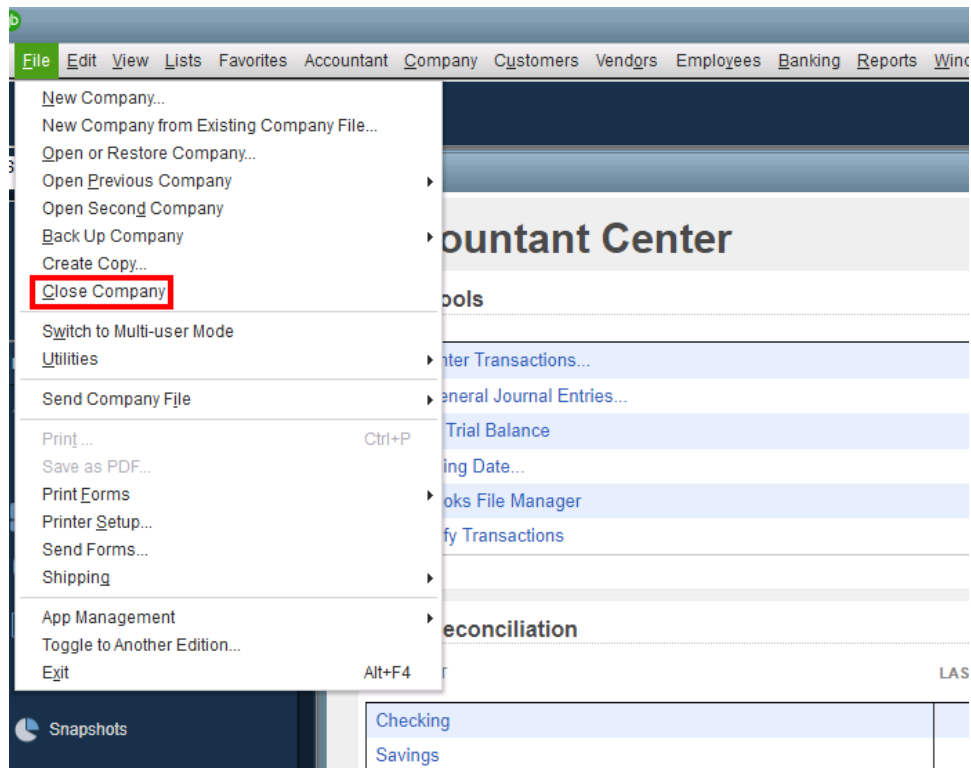 File Edit View Lists Favorites Accountant Company Customers Vendors Employees Banking Reports
New Company...
New Company from Existing Company File...
Open or Restore Company...
Open Previous Company
Open Second Company
Back Up Company
Create Copy...
Close Company
Switch to Multi-user Mode
Utilities
Send Company File
Print ... Ctrl+P
Save as PDF...
Print Forms
Printer Setup...
Send Forms...
Shipping
App Management
Toggle to Another Edition...
Exit Alt+F4
Snapshots
ountant Center
ools
nter Transactions...
eneral Journal Entries...
Trial Balance
ing Date...
oks File Manager
fy Transactions
econciliation
LAS
Checking
Savings